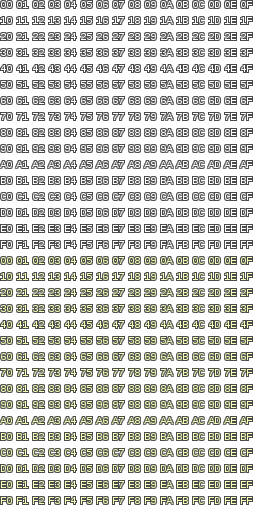 00 01 02 03 04 05 06 07 08 09 0A 0B 0C 0D 0E 0F
10 11 12 13 14 15 16 17 18 19 1A 1B 1C 1D 1E 1F
20 21 22 23 24 25 26 27 28 29 2A 2B 2C 2D 2E 2F
30 31 32 33 34 35 36 37 38 39 3A 3B 3C 3D 3E 3F
40 41 42 43 44 45 46 47 48 49 4A 4B 4C 4D 4E 4F
50 51 52 53 54 55 56 57 58 59 5A 5B 5C 5D 5E 5F
60 61 62 63 64 65 66 67 68 69 6A 6B 6C 6D 6E 6F
70 71 72 73 74 75 76 77 78 79 7A 7B 7C 7D 7E 7F
80 81 82 83 84 85 86 87 88 89 8A 8B 8C 8D 8E 8F
90 91 92 93 94 95 96 97 98 99 9A 9B 9C 9D 9E 9F
A0 A1 A2 A3 A4 A5 A6 A7 A8 A9 AA AB AC AD AE AF
B0 B1 B2 B3 B4 B5 B6 B7 B8 B9 BA BB BC BD BE BF
C0 C1 C2 C3 C4 C5 C6 C7 C8 C9 CA CB CC CD CE CF
D0 D1 D2 D3 D4 D5 D6 D7 D8 D9 DA DB DC DD DE DF
E0 E1 E2 E3 E4 E5 E6 E7 E8 E9 EA EB EC ED EE EF
F0 F1 F2 F3 F4 F5 F6 F7 F8 F9 FA FB FC FD FE FF
00 01 02 03 04 05 06 07 08 09 0A 0B 0C 0D 0E 0F
10 11 12 13 14 15 16 17 18 19 1A 1B 1C 1D 1E 1F
20 21 22 23 24 25 26 27 28 29 2A 2B 2C 2D 2E 2F
30 31 32 33 34 35 36 37 38 39 3A 3B 3C 3D 3E 3F
40 41 42 43 44 45 46 47 48 49 4A 4B 4C 4D 4E 4F
50 51 52 53 54 55 56 57 58 59 5A 5B 5C 5D 5E 5F
60 61 62 63 64 65 66 67 68 69 6A 6B 6C 6D 6E 6F
70 71 72 73 74 75 76 77 78 79 7A 7B 7C 7D 7E 7F
80 81 82 83 84 85 86 87 88 89 8A 8B 8C 8D 8E 8F
90 91 92 93 94 95 96 97 98 99 9A 9B 9C 9D 9E 9F
A0 A1 A2 A3 A4 A5 A6 A7 A8 A9 AA AB AC AD AE AF
B0 B1 B2 B3 B4 B5 B6 B7 B8 B9 BA BB BC BD BE BF
C0 C1 C2 C3 C4 C5 C6 C7 C8 C9 CA CB CC CD CE CF
D0 D1 D2 D3 D4 D5 D6 D7 D8 D9 DA DB DC DD DE DF
E0 E1 E2 E3 E4 E5 E6 E7 E8 E9 EA EB EC ED EE EF
F0 F1 F2 F3 F4 F5 F6 F7 F8 F9 FA FB FC FD FE FF